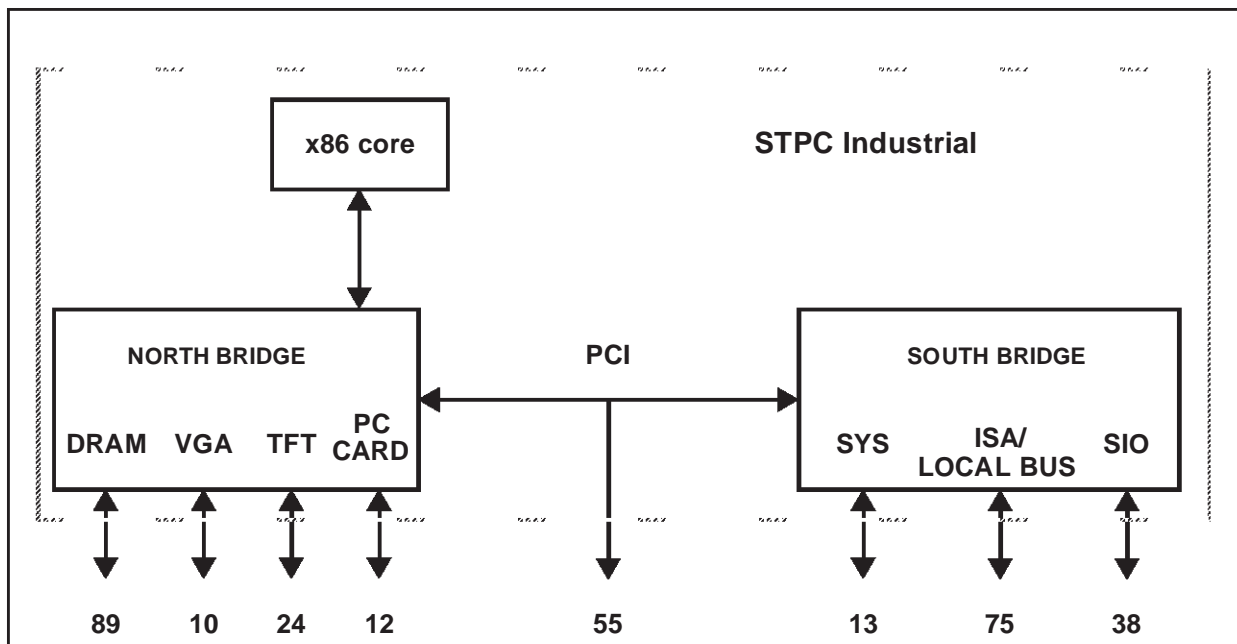 x86 core
STPC Industrial
NORTH BRIDGE
PCI
SOUTH BRIDGE
DRAM
VGA
TFT
PC
CARD
SYS
ISA/
LOCAL BUS
SIO
89
10
24
12
55
13
75
38